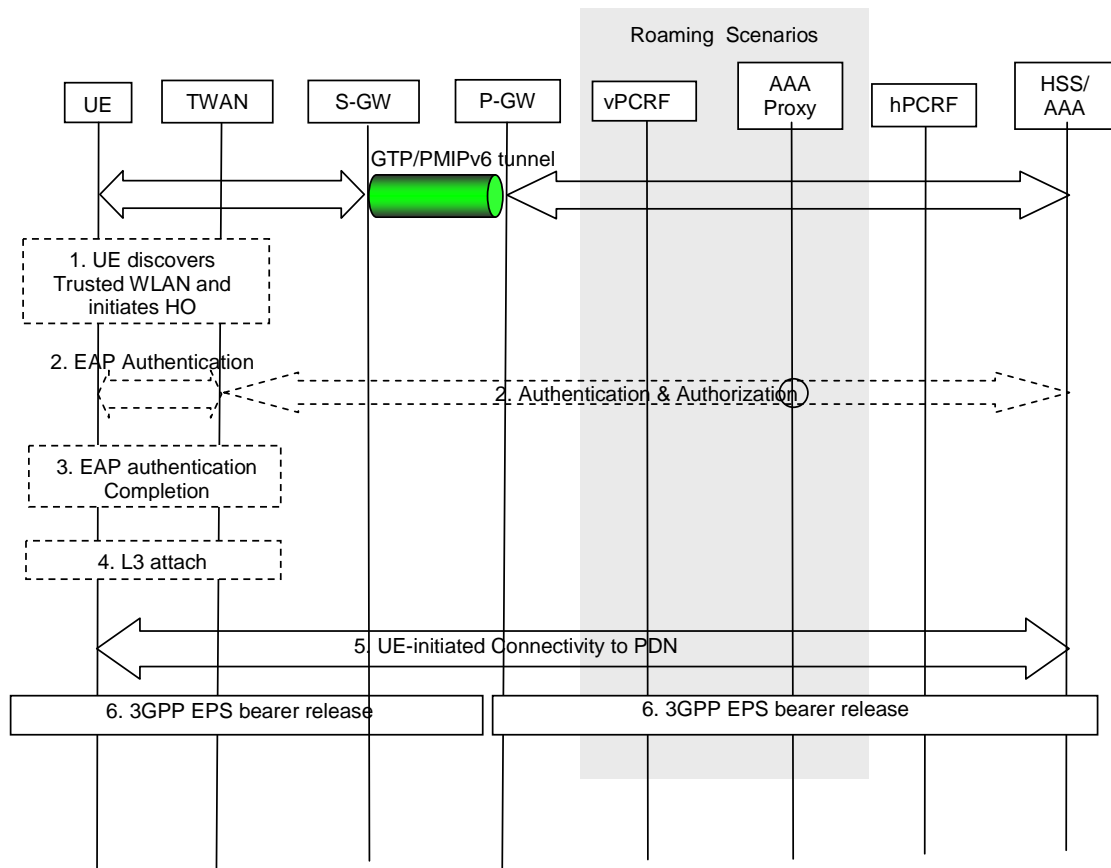 Roaming Scenarios
UE
TWAN
S-GW
P-GW
vPCRF
AAA
Proxy
hPCRF
HSS/
AAA
GTP/PMIPv6 tunnel
1. UE discovers
Trusted WLAN and
initiates HO
2. EAP Authentication
2. Authentication & Authorization
3. EAP authentication
Completion
4. L3 attach
5. UE-initiated Connectivity to PDN
6. 3GPP EPS bearer release
6. 3GPP EPS bearer release